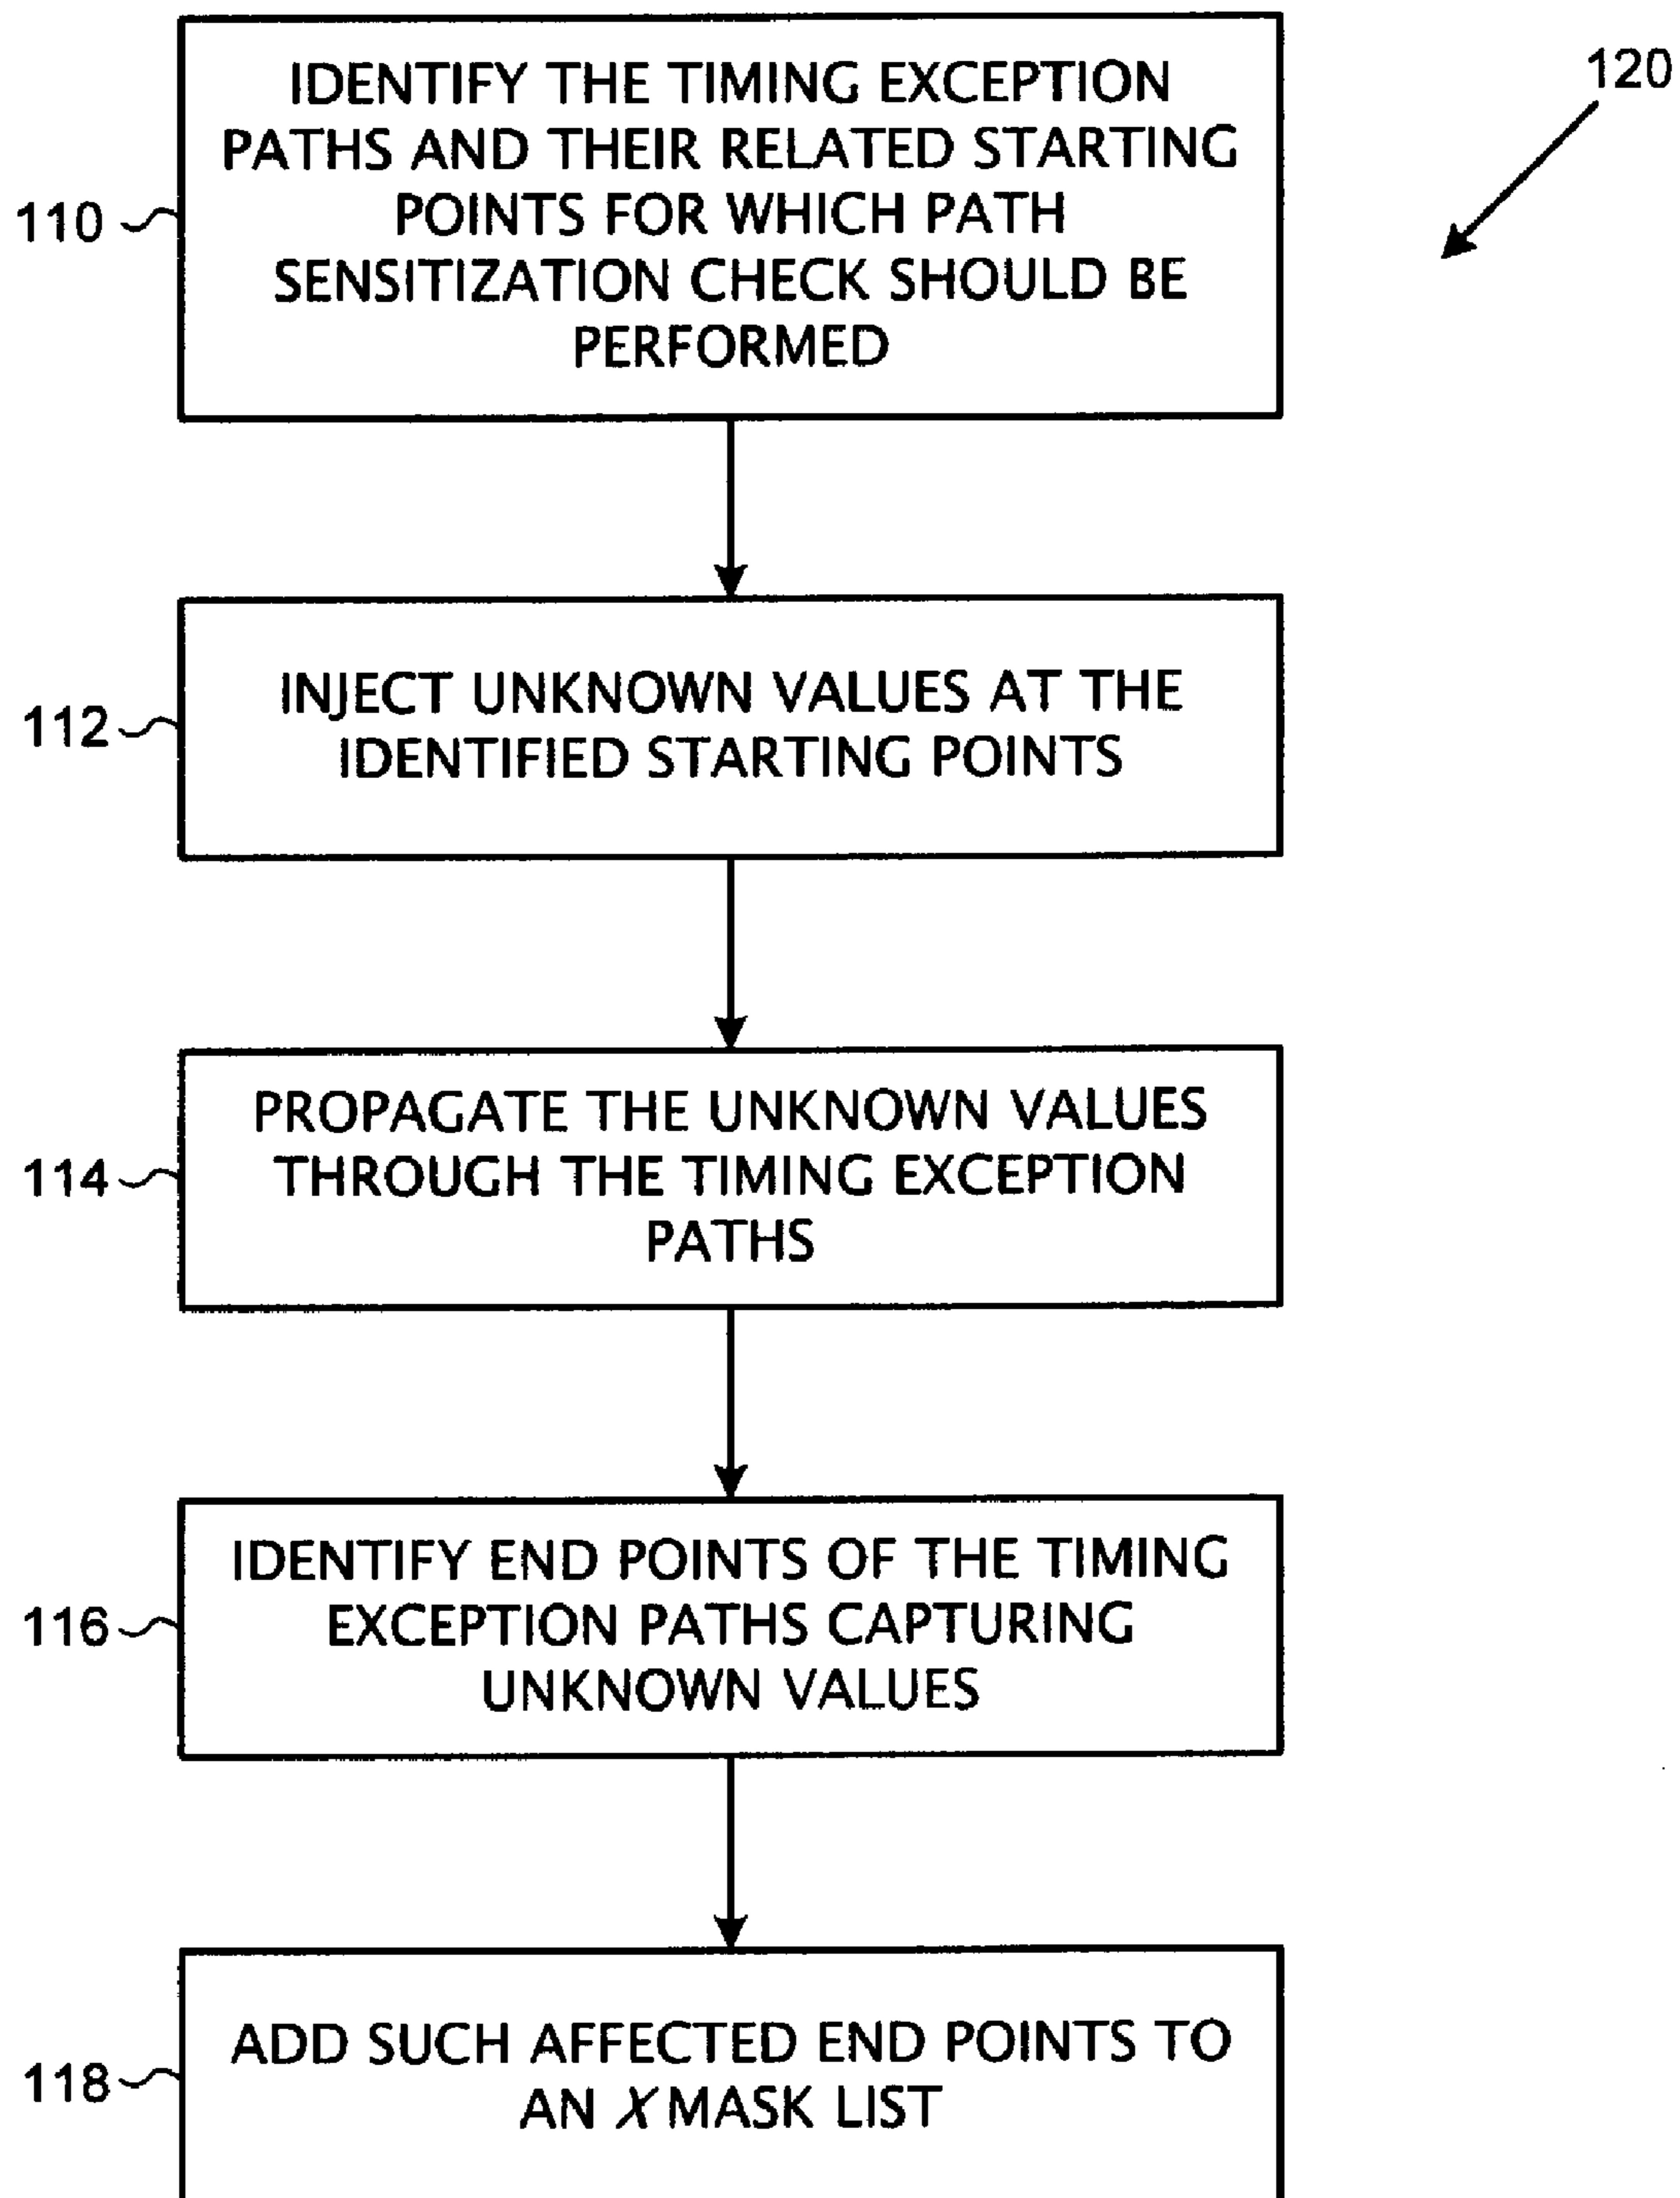 120
IDENTIFY THE TIMING EXCEPTION
PATHS AND THEIR RELATED STARTING
POINTS FOR WHICH PATH
SENSITIZATION CHECK SHOULD BE
PERFORMED
110
INJECT UNKNOWN VALUES AT THE
IDENTIFIED STARTING POINTS
112
PROPAGATE THE UNKNOWN VALUES
THROUGH THE TIMING EXCEPTION
PATHS
114
IDENTIFY END POINTS OF THE TIMING
EXCEPTION PATHS CAPTURING
UNKNOWN VALUES
116
ADD SUCH AFFECTED END POINTS TO
AN X MASK LIST
118